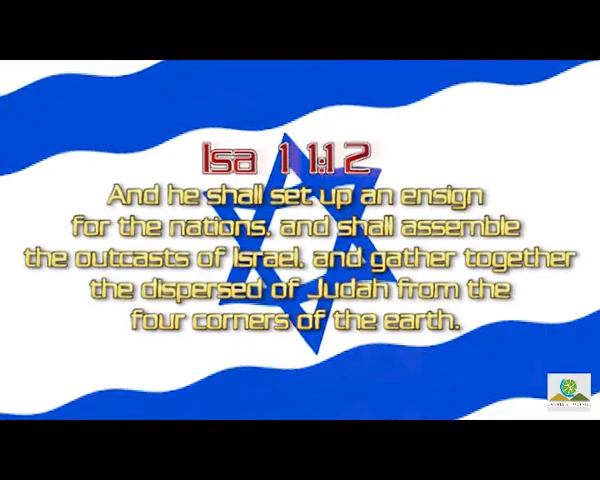 Isa 11:12
And he shall set up an ensign
for the nations, and shall assemble
the outcasts of Israel, and gather together
the dispersed of Judah from the
four corners of the earth.